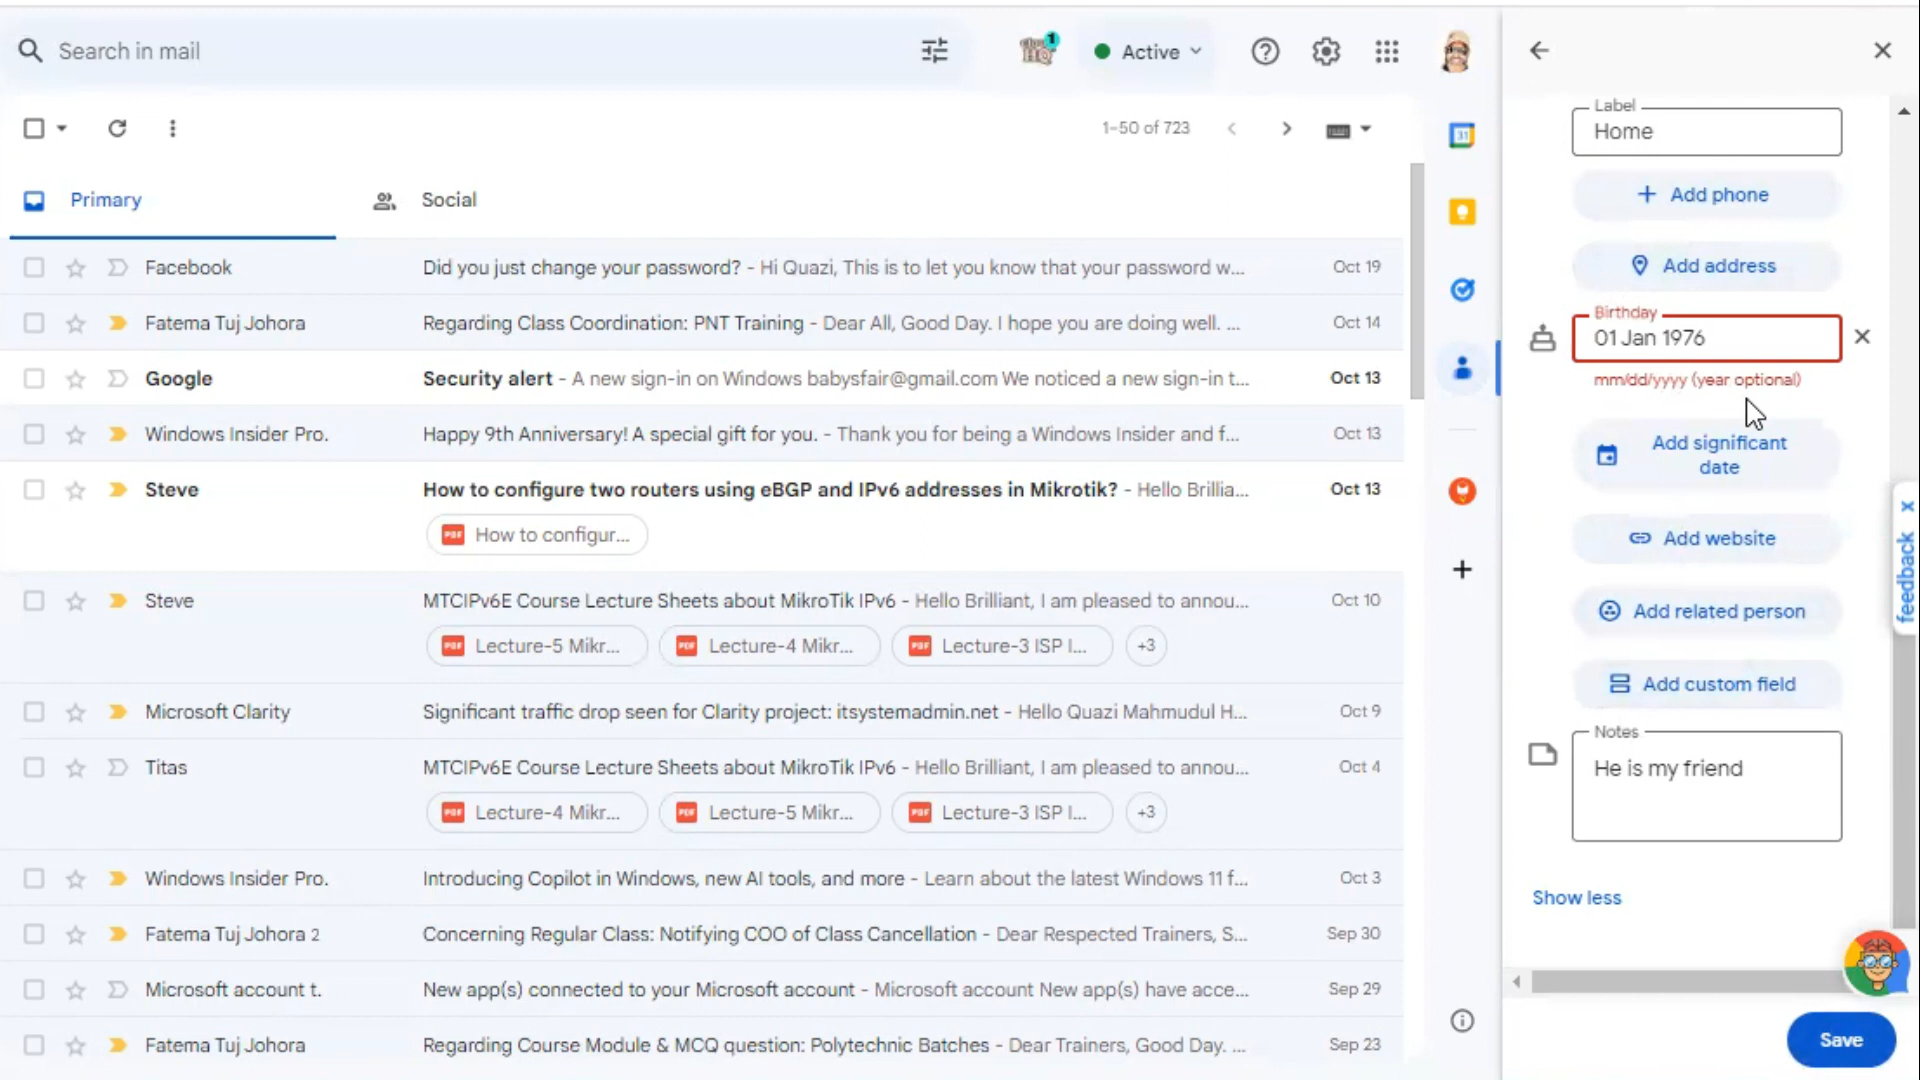 Search in mail
1
Active
1–50 of 723
Primary
Social
Facebook Did you just change your password? - Hi Quazi, This is to let you know that your password w... Oct 19
Fatema Tuj Johora Regarding Class Coordination: PNT Training - Dear All, Good Day. I hope you are doing well. ... Oct 14
Google Security alert - A new sign-in on Windows babysfair@gmail.com We noticed a new sign-in t... Oct 13
Windows Insider Pro. Happy 9th Anniversary! A special gift for you. - Thank you for being a Windows Insider and f... Oct 13
Steve How to configure two routers using eBGP and IPv6 addresses in Mikrotik? - Hello Brillia... Oct 13
PDF How to configur...
Steve MTCIPv6E Course Lecture Sheets about MikroTik IPv6 - Hello Brilliant, I am pleased to annou... Oct 10
PDF Lecture-5 Mikr... PDF Lecture-4 Mikr... PDF Lecture-3 ISP I... +3
Microsoft Clarity Significant traffic drop seen for Clarity project: itsystemadmin.net - Hello Quazi Mahmudul H... Oct 9
Titas MTCIPv6E Course Lecture Sheets about MikroTik IPv6 - Hello Brilliant, I am pleased to annou... Oct 4
PDF Lecture-4 Mikr... PDF Lecture-5 Mikr... PDF Lecture-3 ISP I... +3
Windows Insider Pro. Introducing Copilot in Windows, new AI tools, and more - Learn about the latest Windows 11 f... Oct 3
Fatema Tuj Johora 2 Concerning Regular Class: Notifying COO of Class Cancellation - Dear Respected Trainers, S... Sep 30
Microsoft account t. New app(s) connected to your Microsoft account - Microsoft account New app(s) have acce... Sep 29
Fatema Tuj Johora Regarding Course Module & MCQ question: Polytechnic Batches - Dear Trainers, Good Day. ... Sep 23
31
Label
Home
Add phone
Add address
Birthday
01 Jan 1976
mm/dd/yyyy (year optional)
Add significant
date
Add website
Add related person
Add custom field
Notes
He is my friend
Show less
Save
feedback x